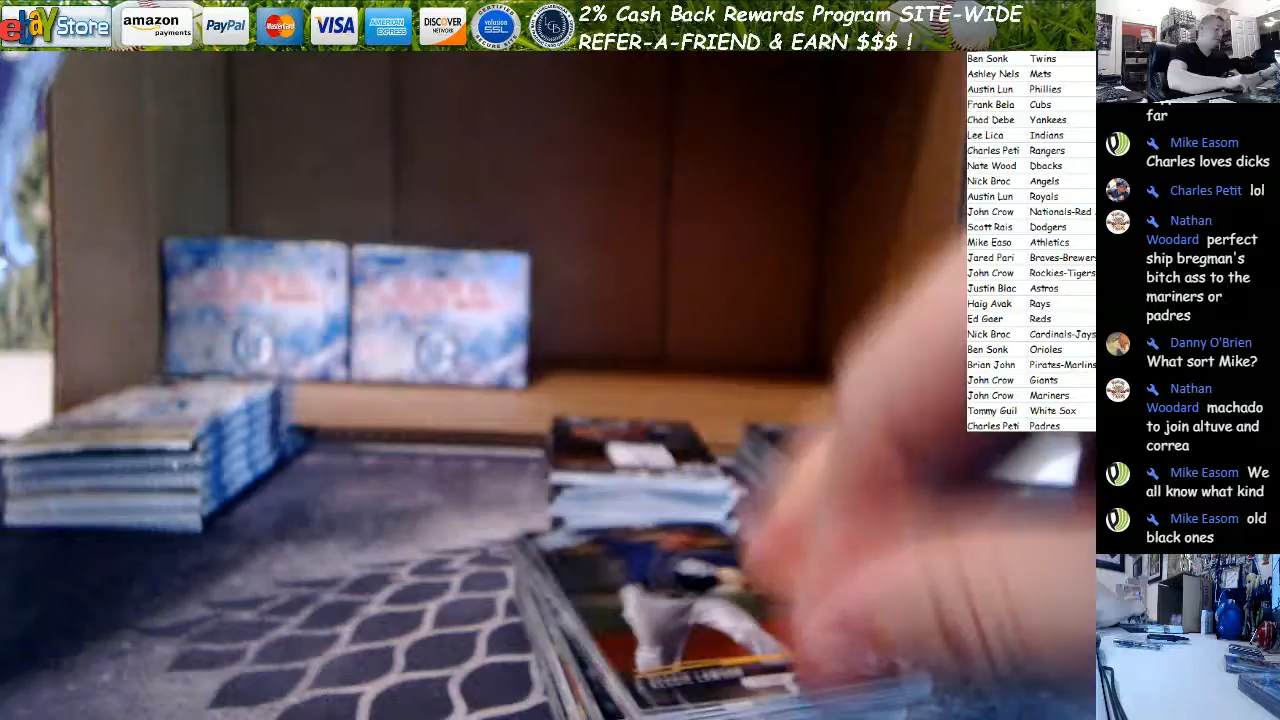 ebay Store
amazon payments
PayPal
MasterCard
VISA
AMERICAN EXPRESS
DISCOVER NETWORK
CERTIFIED
volusion
SSL
SECURE SITE
2% Cash Back Rewards Program SITE-WIDE
REFER-A-FRIEND & EARN $$$ !
Ben Sonk Twins
Ashley Nels Mets
Austin Lun Phillies
Frank Bela Cubs
Chad Debe Yankees
Lee Lica Indians
Charles Peti Rangers
Nate Wood Dbacks
Nick Broc Angels
Austin Lun Royals
John Crow Nationals-Red
Scott Rais Dodgers
Mike Easo Athletics
Jared Pari Braves-Brewers
John Crow Rockies-Tigers
Justin Blac Astros
Haig Avak Rays
Ed Gaer Reds
Nick Broc Cardinals-Jays
Ben Sonk Orioles
Brian John Pirates-Marlins
John Crow Giants
John Crow Mariners
Tommy Guil White Sox
Charles Peti Padres
far
Mike Easom
Charles loves dicks
Charles Petit lol
Nathan
Woodard perfect
ship bregman's
bitch ass to the
mariners or
padres
Danny O'Brien
What sort Mike?
Nathan
Woodard machado
to join altuve and
correa
Mike Easom We
all know what kind
Mike Easom old
black ones